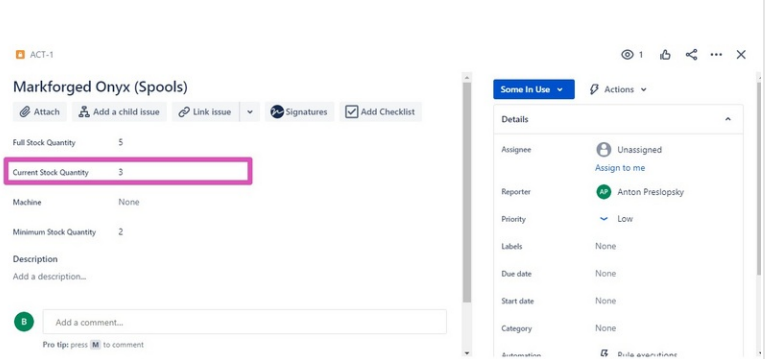 ACT-1
1
Markforged Onyx (Spools)
Attach
Add a child issue
Link issue
Signatures
Add Checklist
Full Stock Quantity 5
Current Stock Quantity 3
Machine None
Minimum Stock Quantity 2
Description
Add a description...
B
Add a comment...
Pro tip: press M to comment
Some In Use
Actions
Details
Assignee Unassigned
Assign to me
Reporter AP Anton Preslopsky
Priority Low
Labels None
Due date None
Start date None
Category None
Automation Rule executions